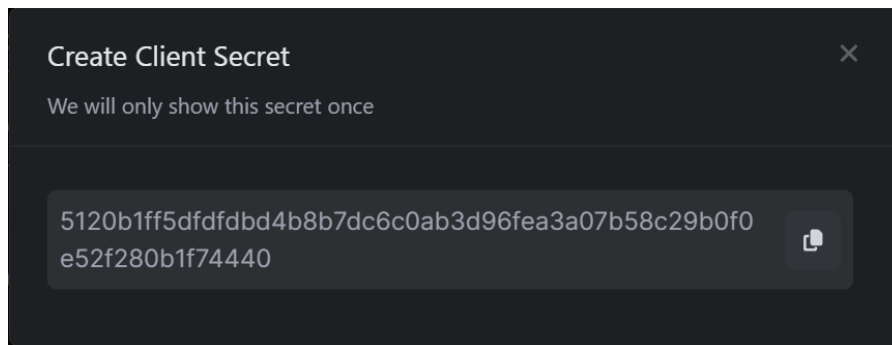 Create Client Secret
We will only show this secret once
5120b1ff5dfdfdbd4b8b7dc6c0ab3d96fea3a07b58c29b0f0
e52f280b1f74440